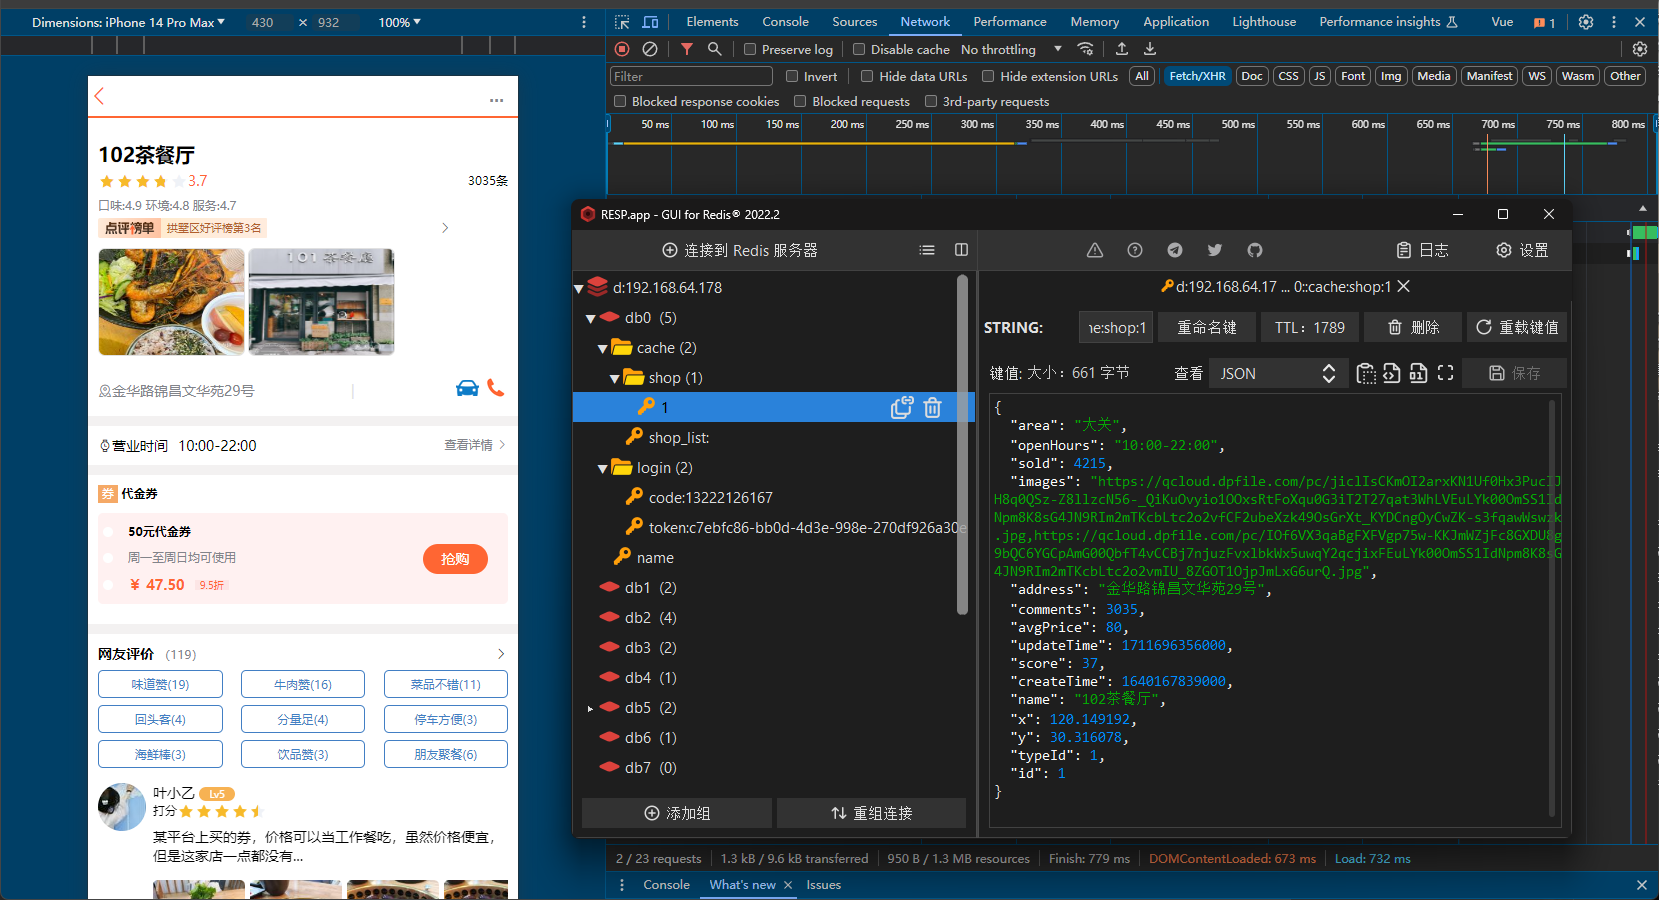 Dimensions: iPhone 14 Pro Max
430
×
932
100%
Elements
Console
Sources
Network
Performance
Memory
Application
Lighthouse
Performance insights
Vue
1
Preserve log
Disable cache
No throttling
Filter
Invert
Hide data URLs
Hide extension URLs
All
Fetch/XHR
Doc
CSS
JS
Font
Img
Media
Manifest
WS
Wasm
Other
Blocked response cookies
Blocked requests
3rd-party requests
50 ms
100 ms
150 ms
200 ms
250 ms
300 ms
350 ms
400 ms
450 ms
500 ms
550 ms
600 ms
650 ms
700 ms
750 ms
800 ms
102茶餐厅
3.7
3035条
口味:4.9 环境:4.8 服务:4.7
点评榜单
拱墅区好评榜第3名
金华路锦昌文华苑29号
营业时间 10:00-22:00
查看详情
券 代金券
50元代金券
周一至周日均可使用
¥ 47.50
9.5折
抢购
网友评价 (119)
味道赞(19)
牛肉赞(16)
菜品不错(11)
回头客(4)
分量足(4)
停车方便(3)
海鲜棒(3)
饮品赞(3)
朋友聚餐(6)
叶小乙 Lv5
打分
某平台上买的券，价格可以当工作餐吃，虽然价格便宜，
但是这家店一点都没有...
RESP.app - GUI for Redis® 2022.2
连接到 Redis 服务器
日志
设置
d:192.168.64.178
db0 (5)
cache (2)
shop (1)
1
shop_list:
login (2)
code:13222126167
token:c7ebfc86-bb0d-4d3e-998e-270df926a30e
name
db1 (2)
db2 (4)
db3 (2)
db4 (1)
db5 (2)
db6 (1)
db7 (0)
添加组
重组连接
d:192.168.64.17 ... 0::cache:shop:1
STRING:
he:shop:1
重命名键
TTL: 1789
删除
重载键值
键值: 大小: 661 字节
查看
JSON
保存
{
"area": "大关",
"openHours": "10:00-22:00",
"sold": 4215,
"images": "https://qcloud.dpfile.com/pc/jiclIsCKmOI2arxKN1Uf0Hx3PucIJ
H8q0QSz-Z8llzcN56-_QiKuOvyio1OOxsRtFoXqu0G3iT2T27qat3WhLVEuLYk00OmSS1Id
Npm8K8sG4JN9RIm2mTKcbLtc2o2vfCF2ubeXzk49OsGrXt_KYDCngOyCwZK-s3fqawWswzk
.jpg,https://qcloud.dpfile.com/pc/IOf6VX3qaBgFXFVgp75w-KKJmWZjFc8GXDU8g
9bQC6YGCpAmG00QbfT4vCCBj7njuzFvxlbkWx5uwqY2qcjixFEuLYk00OmSS1IdNpm8K8sG
4JN9RIm2mTKcbLtc2o2vmIU_8ZGOT1OjpJmLxG6urQ.jpg",
"address": "金华路锦昌文华苑29号",
"comments": 3035,
"avgPrice": 80,
"updateTime": 1711696356000,
"score": 37,
"createTime": 1640167839000,
"name": "102茶餐厅",
"x": 120.149192,
"y": 30.316078,
"typeId": 1,
"id": 1
}
2 / 23 requests
1.3 kB / 9.6 kB transferred
950 B / 1.3 MB resources
Finish: 779 ms
DOMContentLoaded: 673 ms
Load: 732 ms
Console
What's new
Issues